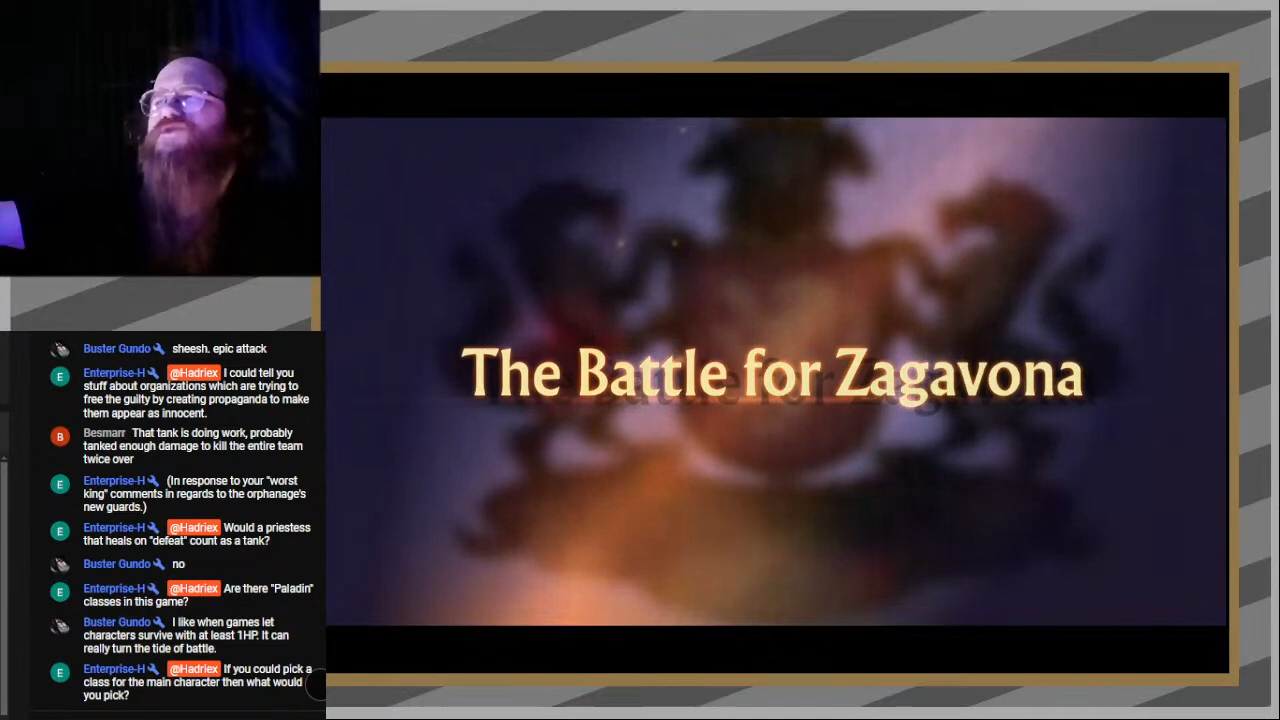 Buster Gundo sheesh. epic attack
Enterprise-H @Hadriex I could tell you
stuff about organizations which are trying to
free the guilty by creating propaganda to make
them appear as innocent.
B Besmarr That tank is doing work, probably
tanked enough damage to kill the entire team
twice over
E Enterprise-H (In response to your "worst
king" comments in regards to the orphanage's
new guards.)
E Enterprise-H @Hadriex Would a priestess
that heals on "defeat" count as a tank?
Buster Gundo no
E Enterprise-H @Hadriex Are there "Paladin"
classes in this game?
Buster Gundo I like when games let
characters survive with at least 1HP. It can
really turn the tide of battle.
E Enterprise-H @Hadriex If you could pick a
class for the main character then what would
you pick?
The Battle for Zagavona